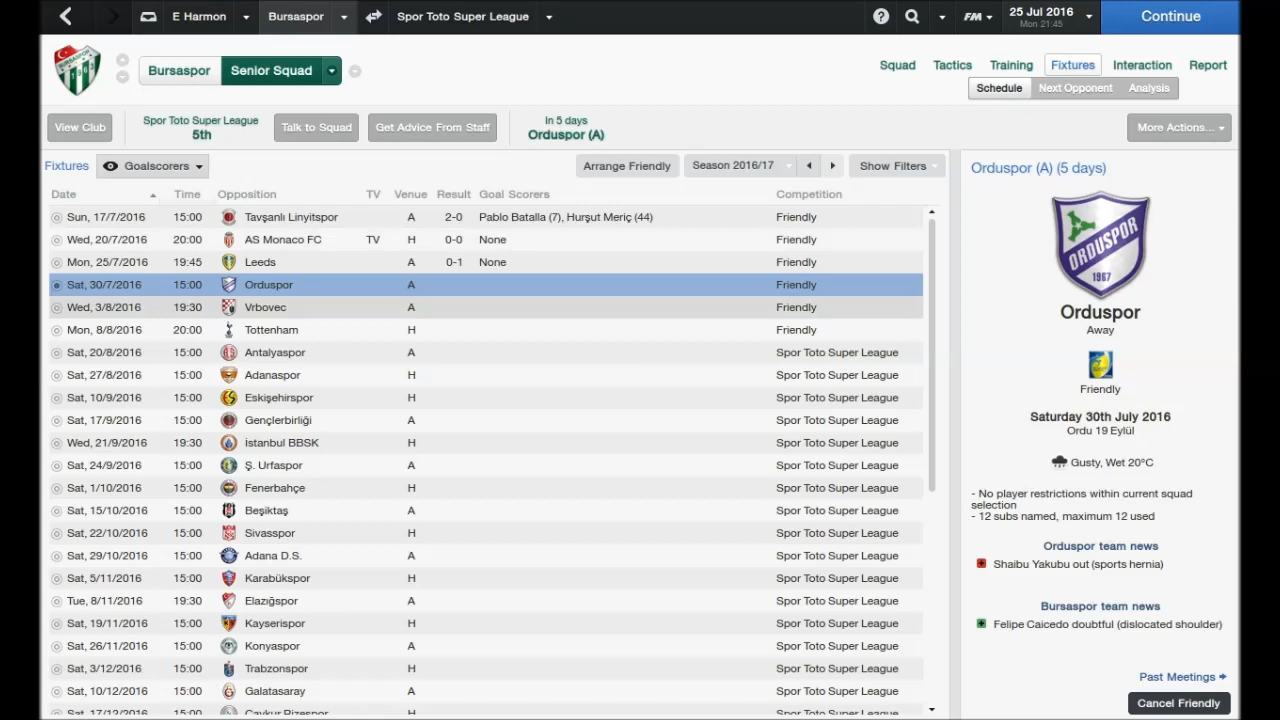 E Harmon Bursaspor Spor Toto Super League FM 25 Jul 2016 Mon 21:45 Continue
Bursaspor Senior Squad Squad Tactics Training Fixtures Interaction Report
Schedule Next Opponent Analysis
View Club Spor Toto Super League 5th Talk to Squad Get Advice From Staff In 5 days Orduspor (A) More Actions...
Fixtures Goalscorers Arrange Friendly Season 2016/17 Show Filters
Date Time Opposition TV Venue Result Goal Scorers Competition
Sun, 17/7/2016 15:00 Tavşanlı Linyitspor A 2-0 Pablo Batalla (7), Hurşut Meriç (44) Friendly
Wed, 20/7/2016 20:00 AS Monaco FC TV H 0-0 None Friendly
Mon, 25/7/2016 19:45 Leeds A 0-1 None Friendly
Sat, 30/7/2016 15:00 Orduspor A Friendly
Wed, 3/8/2016 19:30 Vrbovec A Friendly
Mon, 8/8/2016 20:00 Tottenham H Friendly
Sat, 20/8/2016 15:00 Antalyaspor A Spor Toto Super League
Sat, 27/8/2016 15:00 Adanaspor H Spor Toto Super League
Sat, 10/9/2016 15:00 Eskişehirspor H Spor Toto Super League
Sat, 17/9/2016 15:00 Gençlerbirliği A Spor Toto Super League
Wed, 21/9/2016 19:30 İstanbul BBSK H Spor Toto Super League
Sat, 24/9/2016 15:00 Ş. Urfaspor A Spor Toto Super League
Sat, 1/10/2016 15:00 Fenerbahçe H Spor Toto Super League
Sat, 15/10/2016 15:00 Beşiktaş A Spor Toto Super League
Sat, 22/10/2016 15:00 Sivasspor H Spor Toto Super League
Sat, 29/10/2016 15:00 Adana D.S. A Spor Toto Super League
Sat, 5/11/2016 15:00 Karabükspor H Spor Toto Super League
Tue, 8/11/2016 19:30 Elazığspor A Spor Toto Super League
Sat, 19/11/2016 15:00 Kayserispor H Spor Toto Super League
Sat, 26/11/2016 15:00 Konyaspor A Spor Toto Super League
Sat, 3/12/2016 15:00 Trabzonspor H Spor Toto Super League
Sat, 10/12/2016 15:00 Galatasaray A Spor Toto Super League
Sat, 17/12/2016 15:00 Çaykur Rizespor H Spor Toto Super League
Orduspor (A) (5 days)
ORDUSPOR
1967
Orduspor
Away
Friendly
Saturday 30th July 2016
Ordu 19 Eylül
Gusty, Wet 20°C
- No player restrictions within current squad
selection
- 12 subs named, maximum 12 used
Orduspor team news
Shaibu Yakubu out (sports hernia)
Bursaspor team news
Felipe Caicedo doubtful (dislocated shoulder)
Past Meetings
Cancel Friendly